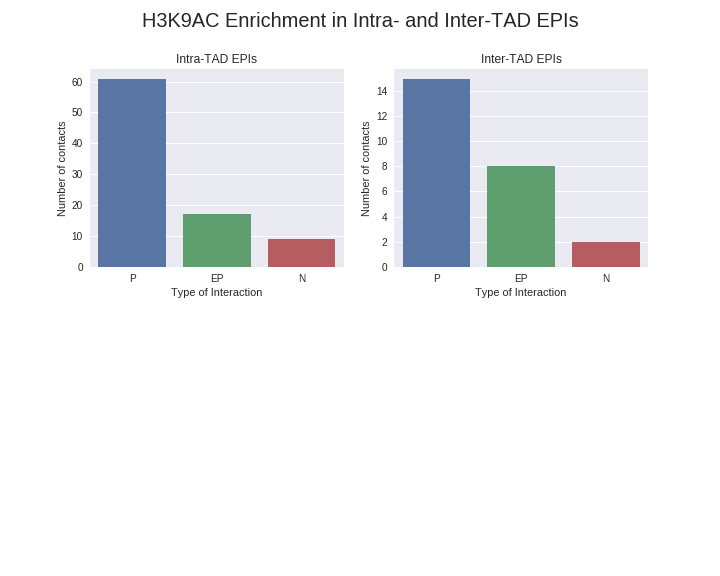 H3K9AC Enrichment in Intra- and Inter-TAD EPIs
Intra-TAD EPIs
Number of contacts
60
50
40
30
20
10
0
P EP N
Type of Interaction
Inter-TAD EPIs
Number of contacts
14
12
10
8
6
4
2
0
P EP N
Type of Interaction